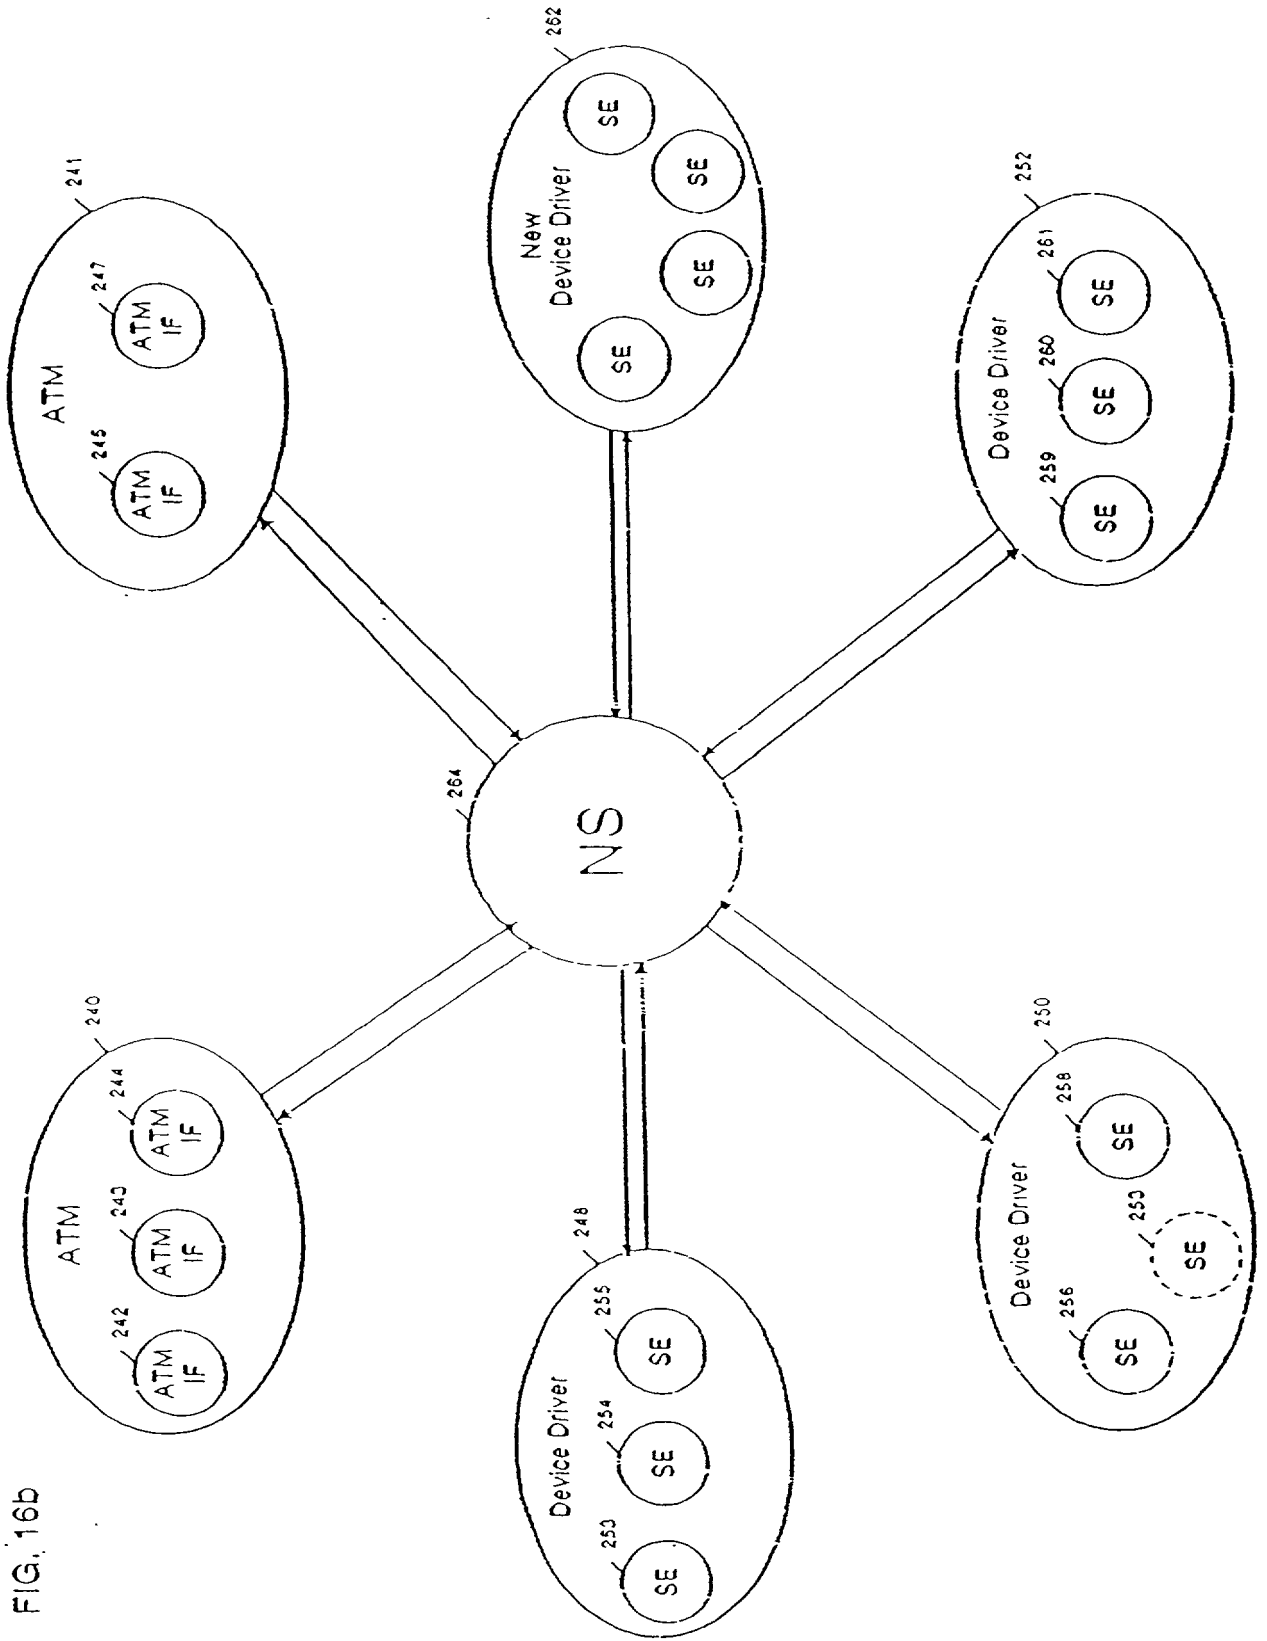 FIG. 16b
240
ATM
242
ATM
IF
243
ATM
IF
244
ATM
IF
241
ATM
245
ATM
IF
247
ATM
IF
248
Device Driver
253
SE
254
SE
255
SE
264
NS
262
New
Device Driver
SE
SE
SE
SE
250
Device Driver
256
SE
253
SE
258
SE
252
Device Driver
259
SE
260
SE
261
SE